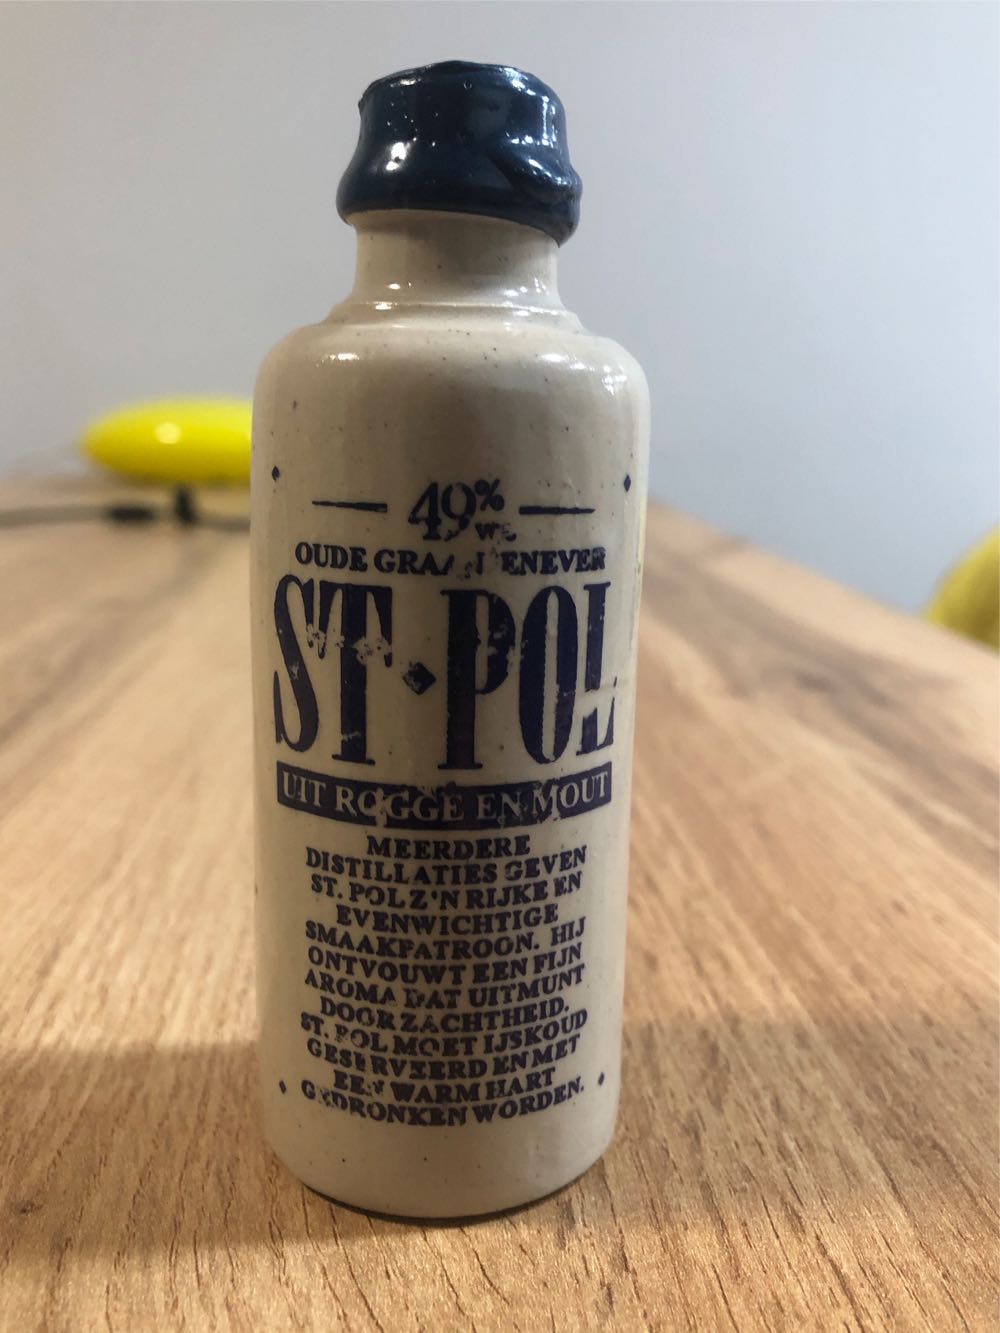 49%
OUDE GRAANJENEVER
ST·POL
UIT ROGGE EN MOUT
MEERDERE
DISTILLATIES GEVEN
ST. POL Z'N RIJKE EN
EVENWICHTIGE
SMAAKPATROON. HIJ
ONTVOUWT EEN FIJN
AROMA DAT UITMUNT
DOOR ZACHTHEID.
ST. POL MOET IJSKOUD
GESERVEERD EN MET
EEN WARM HART
GEDRONKEN WORDEN.